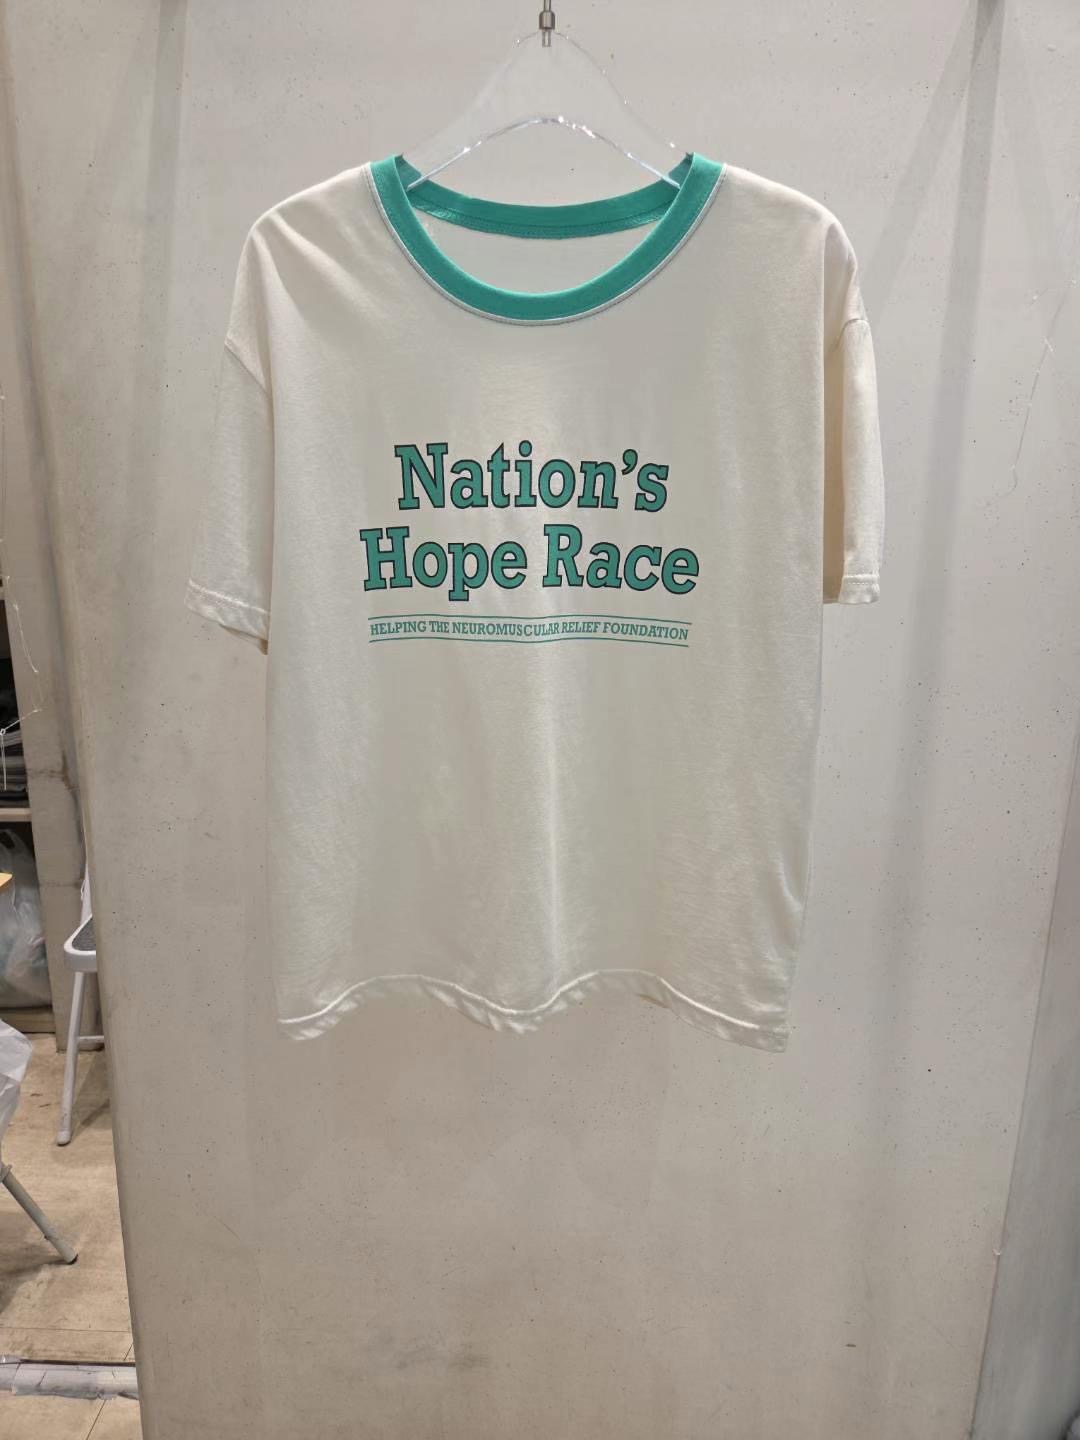 Nation’s
Hope Race
HELPING THE NEUROMUSCULAR RELIEF FOUNDATION